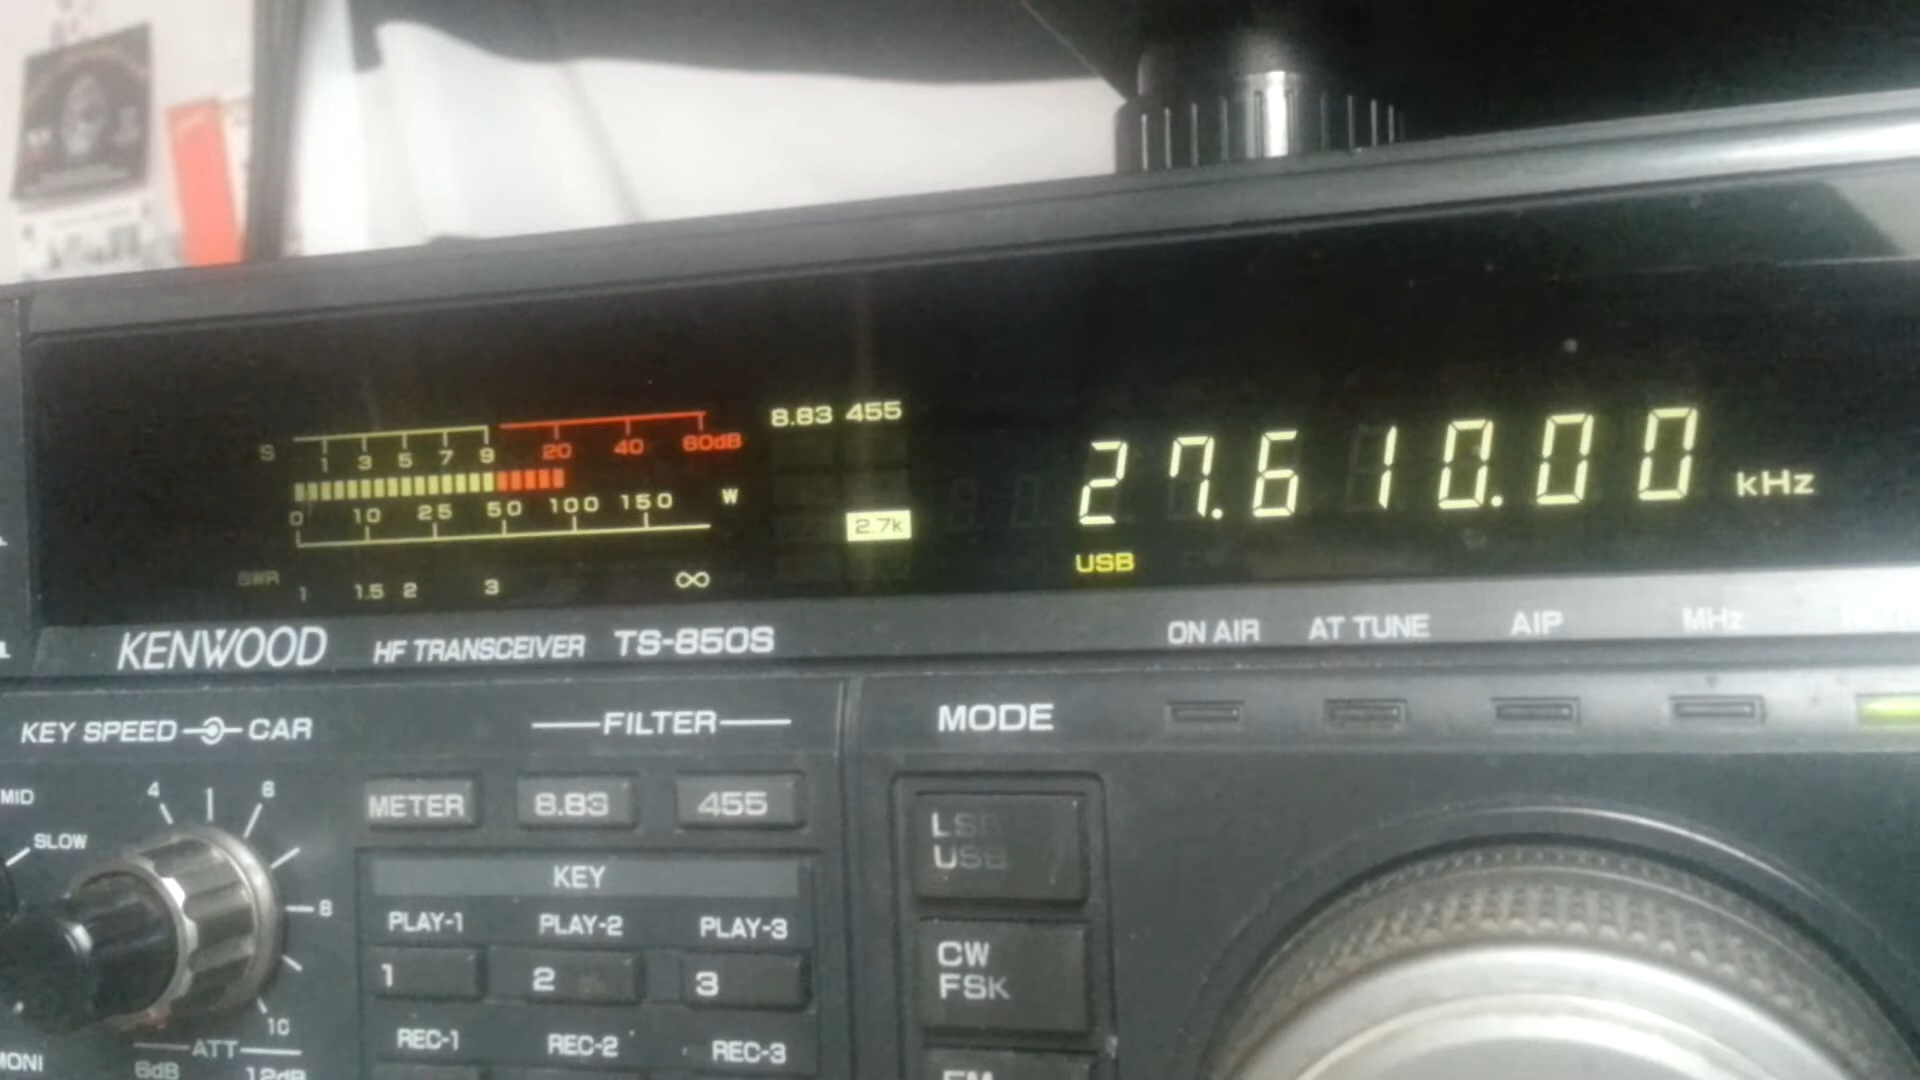 S 1 3 5 7 9 20 40 60dB
8.83 455
0 10 25 50 100 150 W
2.7k
27.610.00 kHz
USB
SWR 1 1.5 2 3 ∞
KENWOOD HF TRANSCEIVER TS-850S
ON AIR AT TUNE AIP MHz
KEY SPEED CAR
FILTER
MODE
MID
SLOW
4 6 8 10
METER 8.83 455
LSB
USB
KEY
PLAY-1 PLAY-2 PLAY-3
1 2 3
CW
FSK
REC-1 REC-2 REC-3
MONI
ATT
6dB 12dB
FM